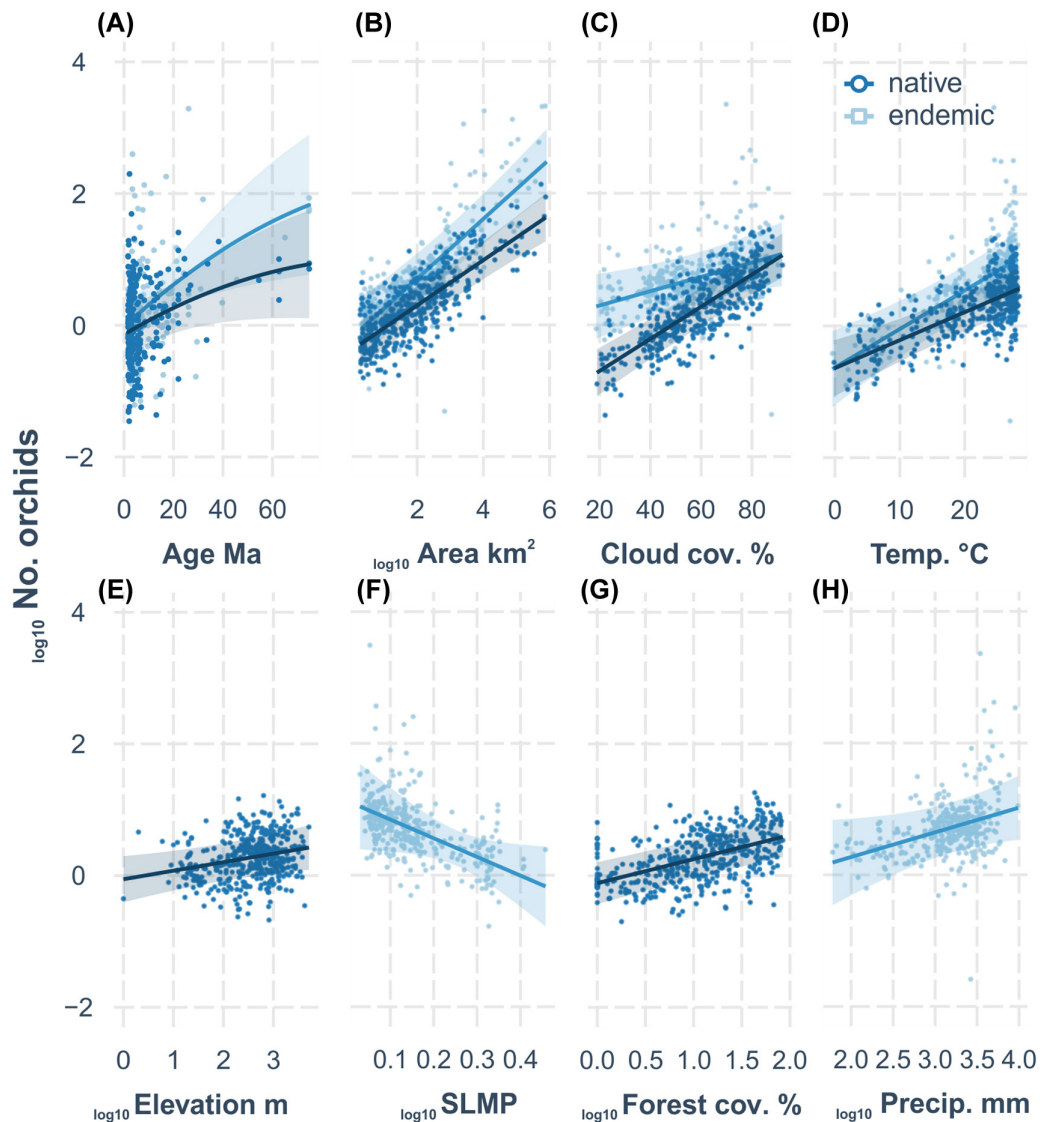 (A) (B) (C) (D)
4
native
endemic
2
0
−2
0 20 40 60
2 4 6
20 40 60 80
0 10 20
Age Ma
log10 Area km²
Cloud cov. %
Temp. °C
log10 No. orchids
(E) (F) (G) (H)
4
2
0
−2
0 1 2 3
0.1 0.2 0.3 0.4
0.0 0.5 1.0 1.5 2.0
2.0 2.5 3.0 3.5 4.0
log10 Elevation m
log10 SLMP
log10 Forest cov. %
log10 Precip. mm